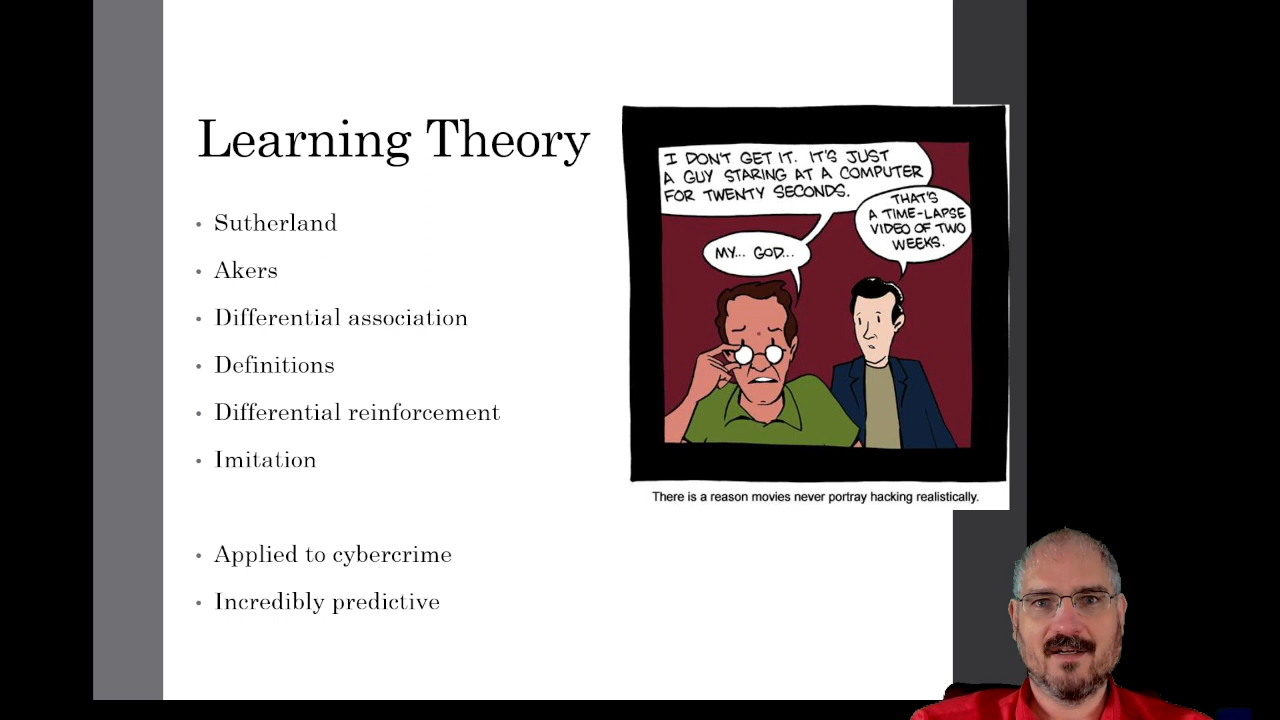 Learning Theory
• Sutherland
• Akers
• Differential association
• Definitions
• Differential reinforcement
• Imitation
• Applied to cybercrime
• Incredibly predictive
I DON'T GET IT. IT'S JUST
A GUY STARING AT A COMPUTER
FOR TWENTY SECONDS.
THAT'S
A TIME-LAPSE
VIDEO OF TWO
WEEKS.
MY... GOD...
There is a reason movies never portray hacking realistically.